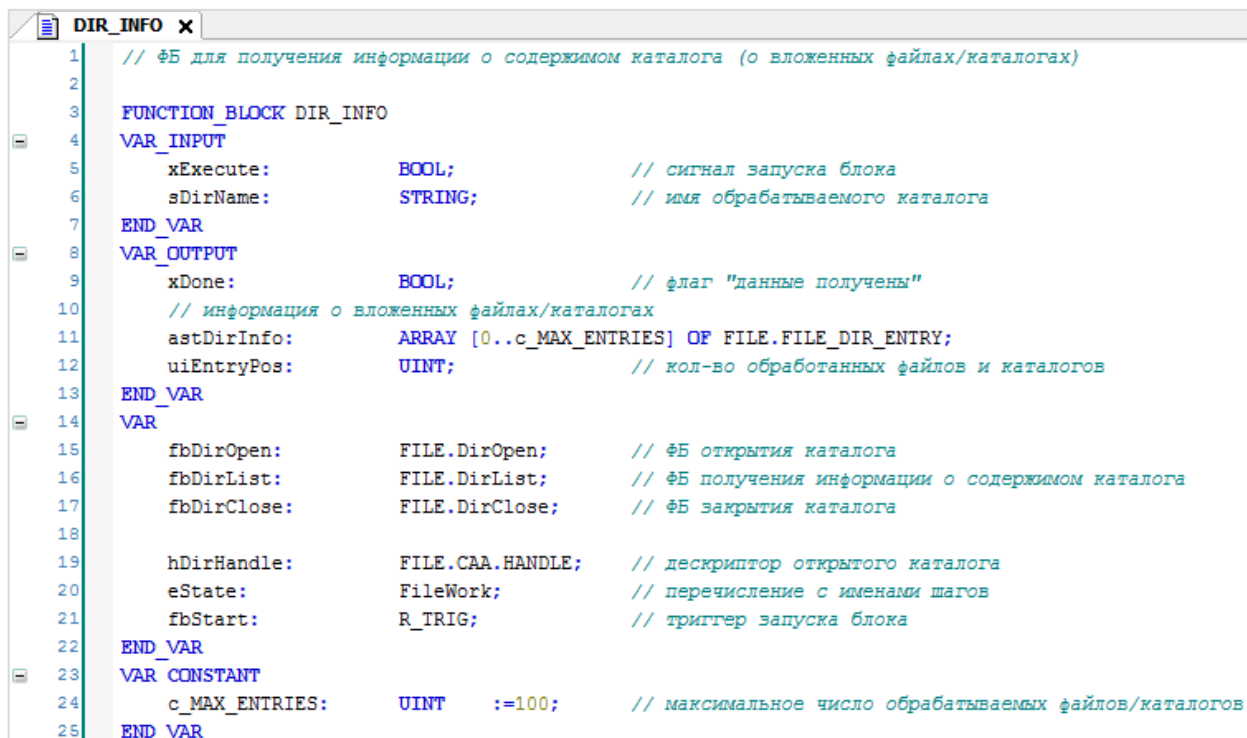 DIR_INFO X
1 // ФБ для получения информации о содержимом каталога (о вложенных файлах/каталогах)
2
3 FUNCTION_BLOCK DIR_INFO
4 VAR_INPUT
5 xExecute: BOOL; // сигнал запуска блока
6 sDirName: STRING; // имя обрабатываемого каталога
7 END_VAR
8 VAR_OUTPUT
9 xDone: BOOL; // флаг "данные получены"
10 // информация о вложенных файлах/каталогах
11 astDirInfo: ARRAY [0..c_MAX_ENTRIES] OF FILE.FILE_DIR_ENTRY;
12 uiEntryPos: UINT; // кол-во обработанных файлов и каталогов
13 END_VAR
14 VAR
15 fbDirOpen: FILE.DirOpen; // ФБ открытия каталога
16 fbDirList: FILE.DirList; // ФБ получения информации о содержимом каталога
17 fbDirClose: FILE.DirClose; // ФБ закрытия каталога
18
19 hDirHandle: FILE.CAA.HANDLE; // дескриптор открытого каталога
20 eState: FileWork; // перечисление с именами шагов
21 fbStart: R_TRIG; // триггер запуска блока
22 END_VAR
23 VAR CONSTANT
24 c_MAX_ENTRIES: UINT :=100; // максимальное число обрабатываемых файлов/каталогов
25 END_VAR